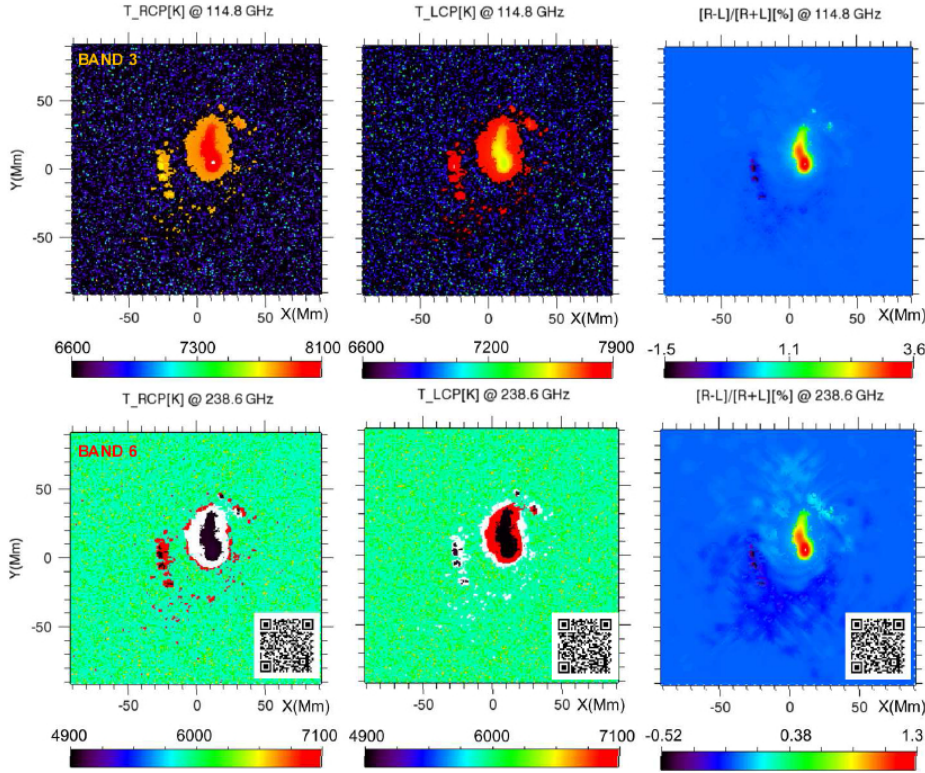 T_RCP[K] @ 114.8 GHz
T_LCP[K] @ 114.8 GHz
[R-L]/[R+L][%] @ 114.8 GHz
BAND 3
Y(Mm)
50
0
-50
-50 0 X(Mm) 50
-50 0 X(Mm) 50
-50 0 X(Mm) 50
6600 7300 8100
6600 7200 7900
-1.5 1.1 3.6
T_RCP[K] @ 238.6 GHz
T_LCP[K] @ 238.6 GHz
[R-L]/[R+L][%] @ 238.6 GHz
BAND 6
Y(Mm)
50
0
-50
-50 0 X(Mm) 50
-50 0 X(Mm) 50
-50 0 X(Mm) 50
4900 6000 7100
4900 6000 7100
-0.52 0.38 1.3